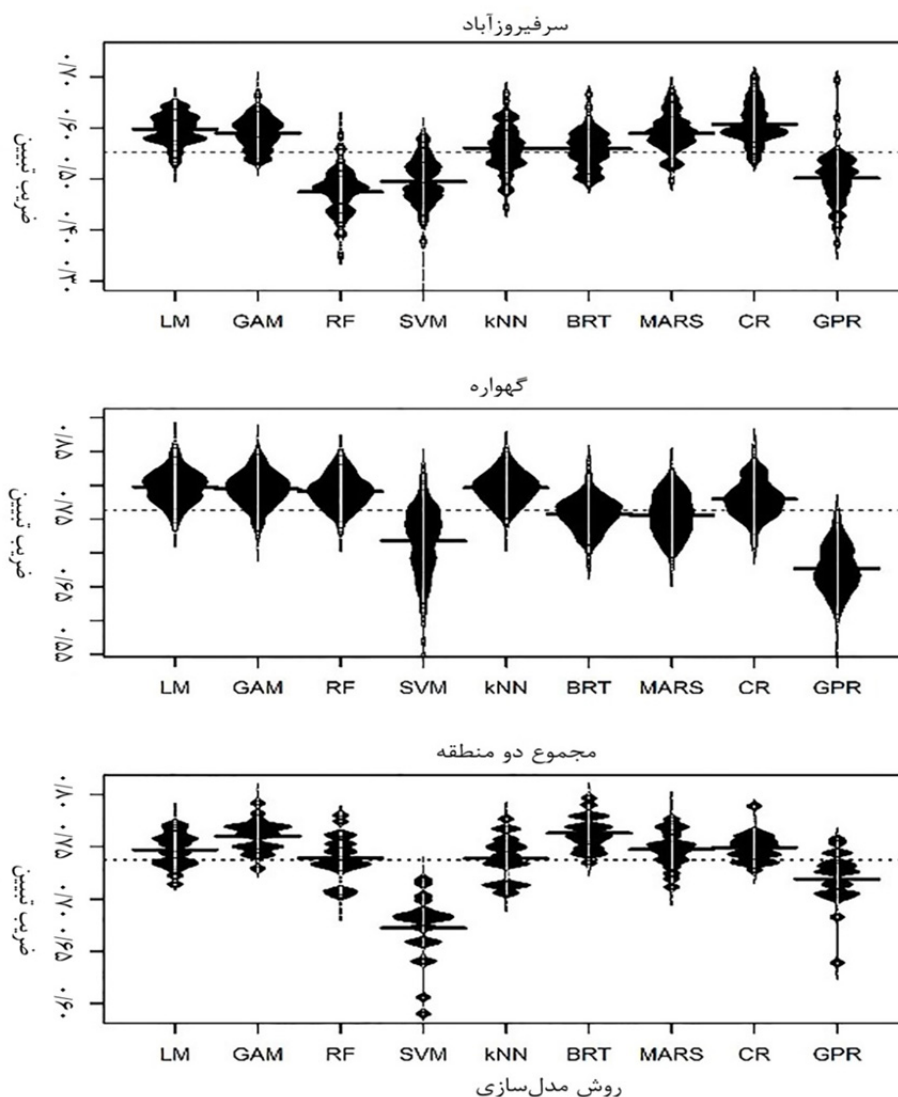 سرفیروزآباد
ضریب تبیین
۰/۷۰
۰/۶۰
۰/۵۰
۰/۴۰
۰/۳۰
LM GAM RF SVM kNN BRT MARS CR GPR
گهواره
ضریب تبیین
۰/۸۵
۰/۷۵
۰/۶۵
۰/۵۵
LM GAM RF SVM kNN BRT MARS CR GPR
مجموع دو منطقه
ضریب تبیین
۰/۸۰
۰/۷۵
۰/۷۰
۰/۶۵
۰/۶۰
LM GAM RF SVM kNN BRT MARS CR GPR
روش مدل‌سازی